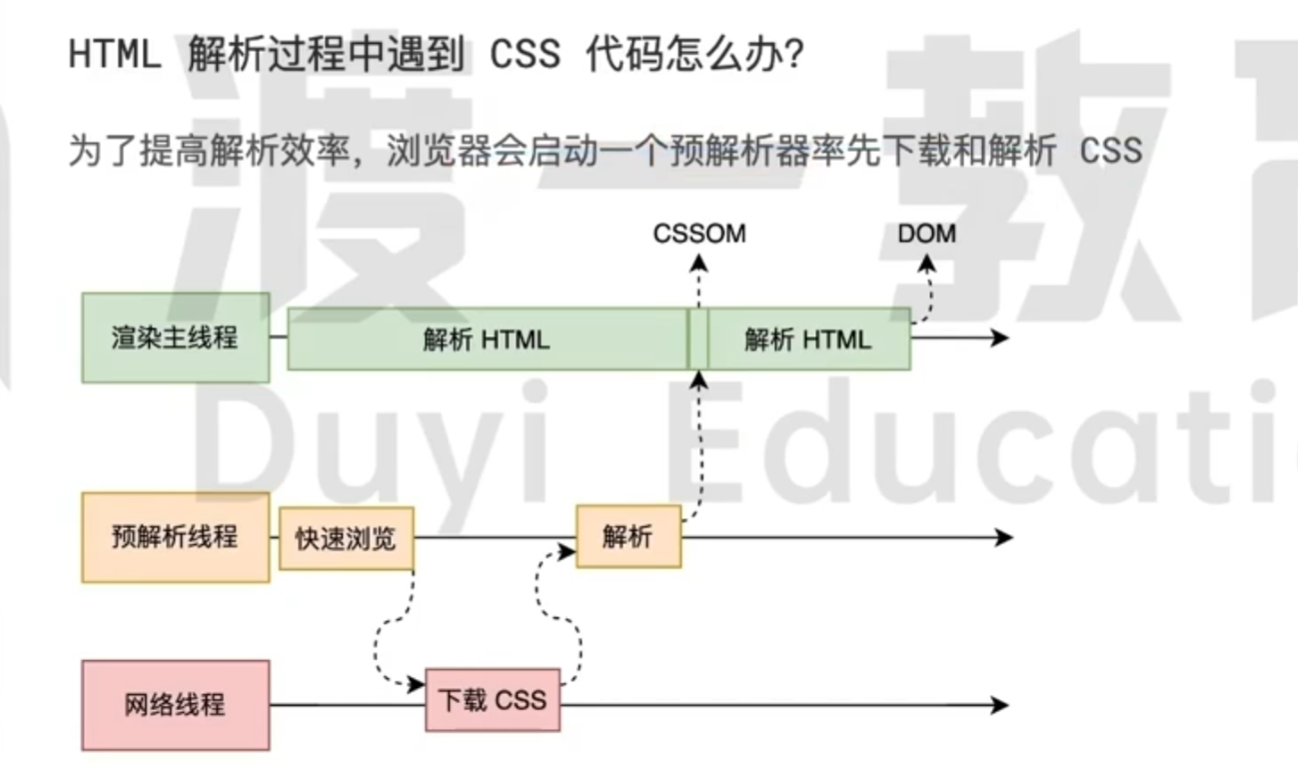 HTML 解析过程中遇到 CSS 代码怎么办？
为了提高解析效率，浏览器会启动一个预解析器率先下载和解析 CSS
CSSOM
DOM
渲染主线程
解析 HTML
解析 HTML
预解析线程
快速浏览
解析
网络线程
下载 CSS
渡一教育
Duyi Educati